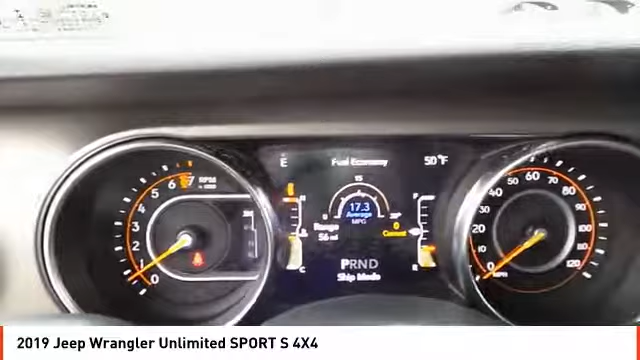 E Fuel Economy 50°F
15
17.3
Average
MPG
0
Range
56 mi
0
Current
PRND
Ship Mode
H
C
F
0 1 2 3 4 5 6 7
RPM
0 10 20 30 40 50 60 70 80 90 100 120
MPH
2019 Jeep Wrangler Unlimited SPORT S 4X4